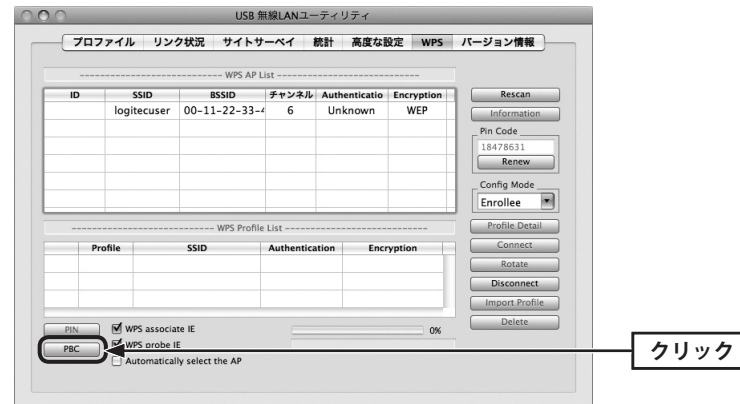 USB 無線LANユーティリティ
プロファイル リンク状況 サイトサーベイ 統計 高度な設定 WPS バージョン情報
WPS AP List
ID SSID BSSID チャンネル Authenticatio Encryption
logitecuser 00-11-22-33-4 6 Unknown WEP
Rescan
Information
Pin Code
18478631
Renew
Config Mode
Enrollee
WPS Profile List
Profile SSID Authentication Encryption
Profile Detail
Connect
Rotate
Disconnect
Import Profile
Delete
PIN WPS associate IE 0%
PBC WPS probe IE
Automatically select the AP
クリック